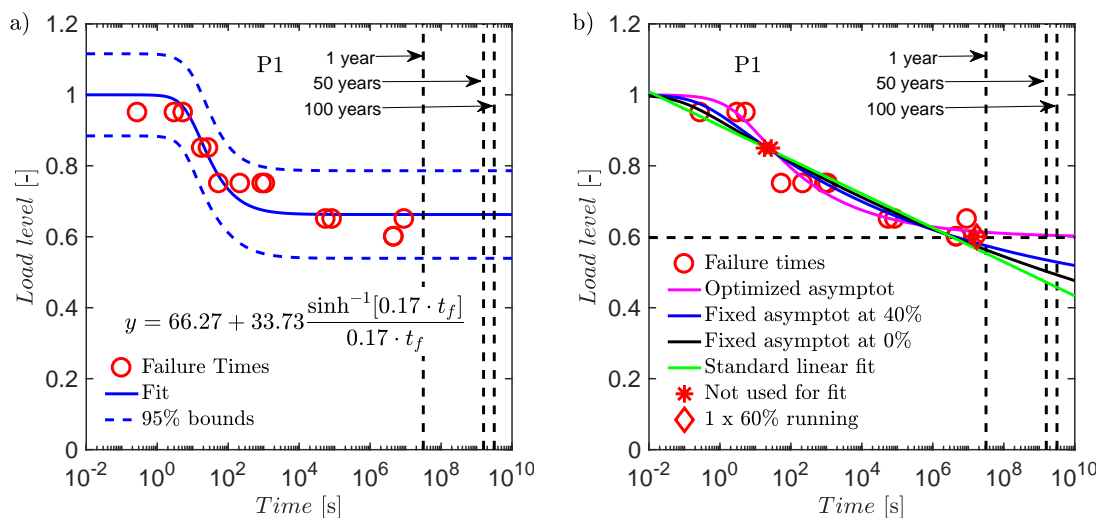 a)
1.2
1
0.8
0.6
0.4
0.2
0
Load level [-]
P1
1 year
50 years
100 years
y = 66.27 + 33.73 sinh⁻¹[0.17 · t_f] / 0.17 · t_f
Failure Times
Fit
95% bounds
10⁻² 10⁰ 10² 10⁴ 10⁶ 10⁸ 10¹⁰
Time [s]
b)
1.2
1
0.8
0.6
0.4
0.2
0
Load level [-]
P1
1 year
50 years
100 years
Failure times
Optimized asymptot
Fixed asymptot at 40%
Fixed asymptot at 0%
Standard linear fit
Not used for fit
1 x 60% running
10⁻² 10⁰ 10² 10⁴ 10⁶ 10⁸ 10¹⁰
Time [s]